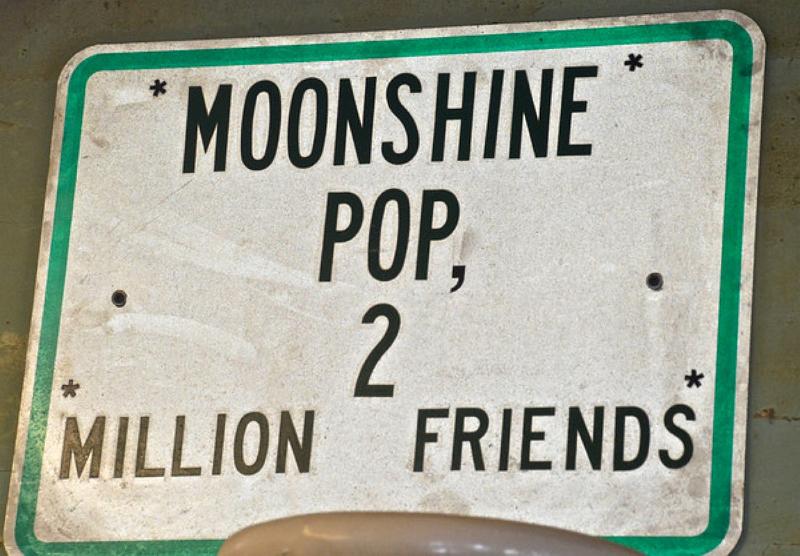 * MOONSHINE *
POP,
2
* *
MILLION FRIENDS